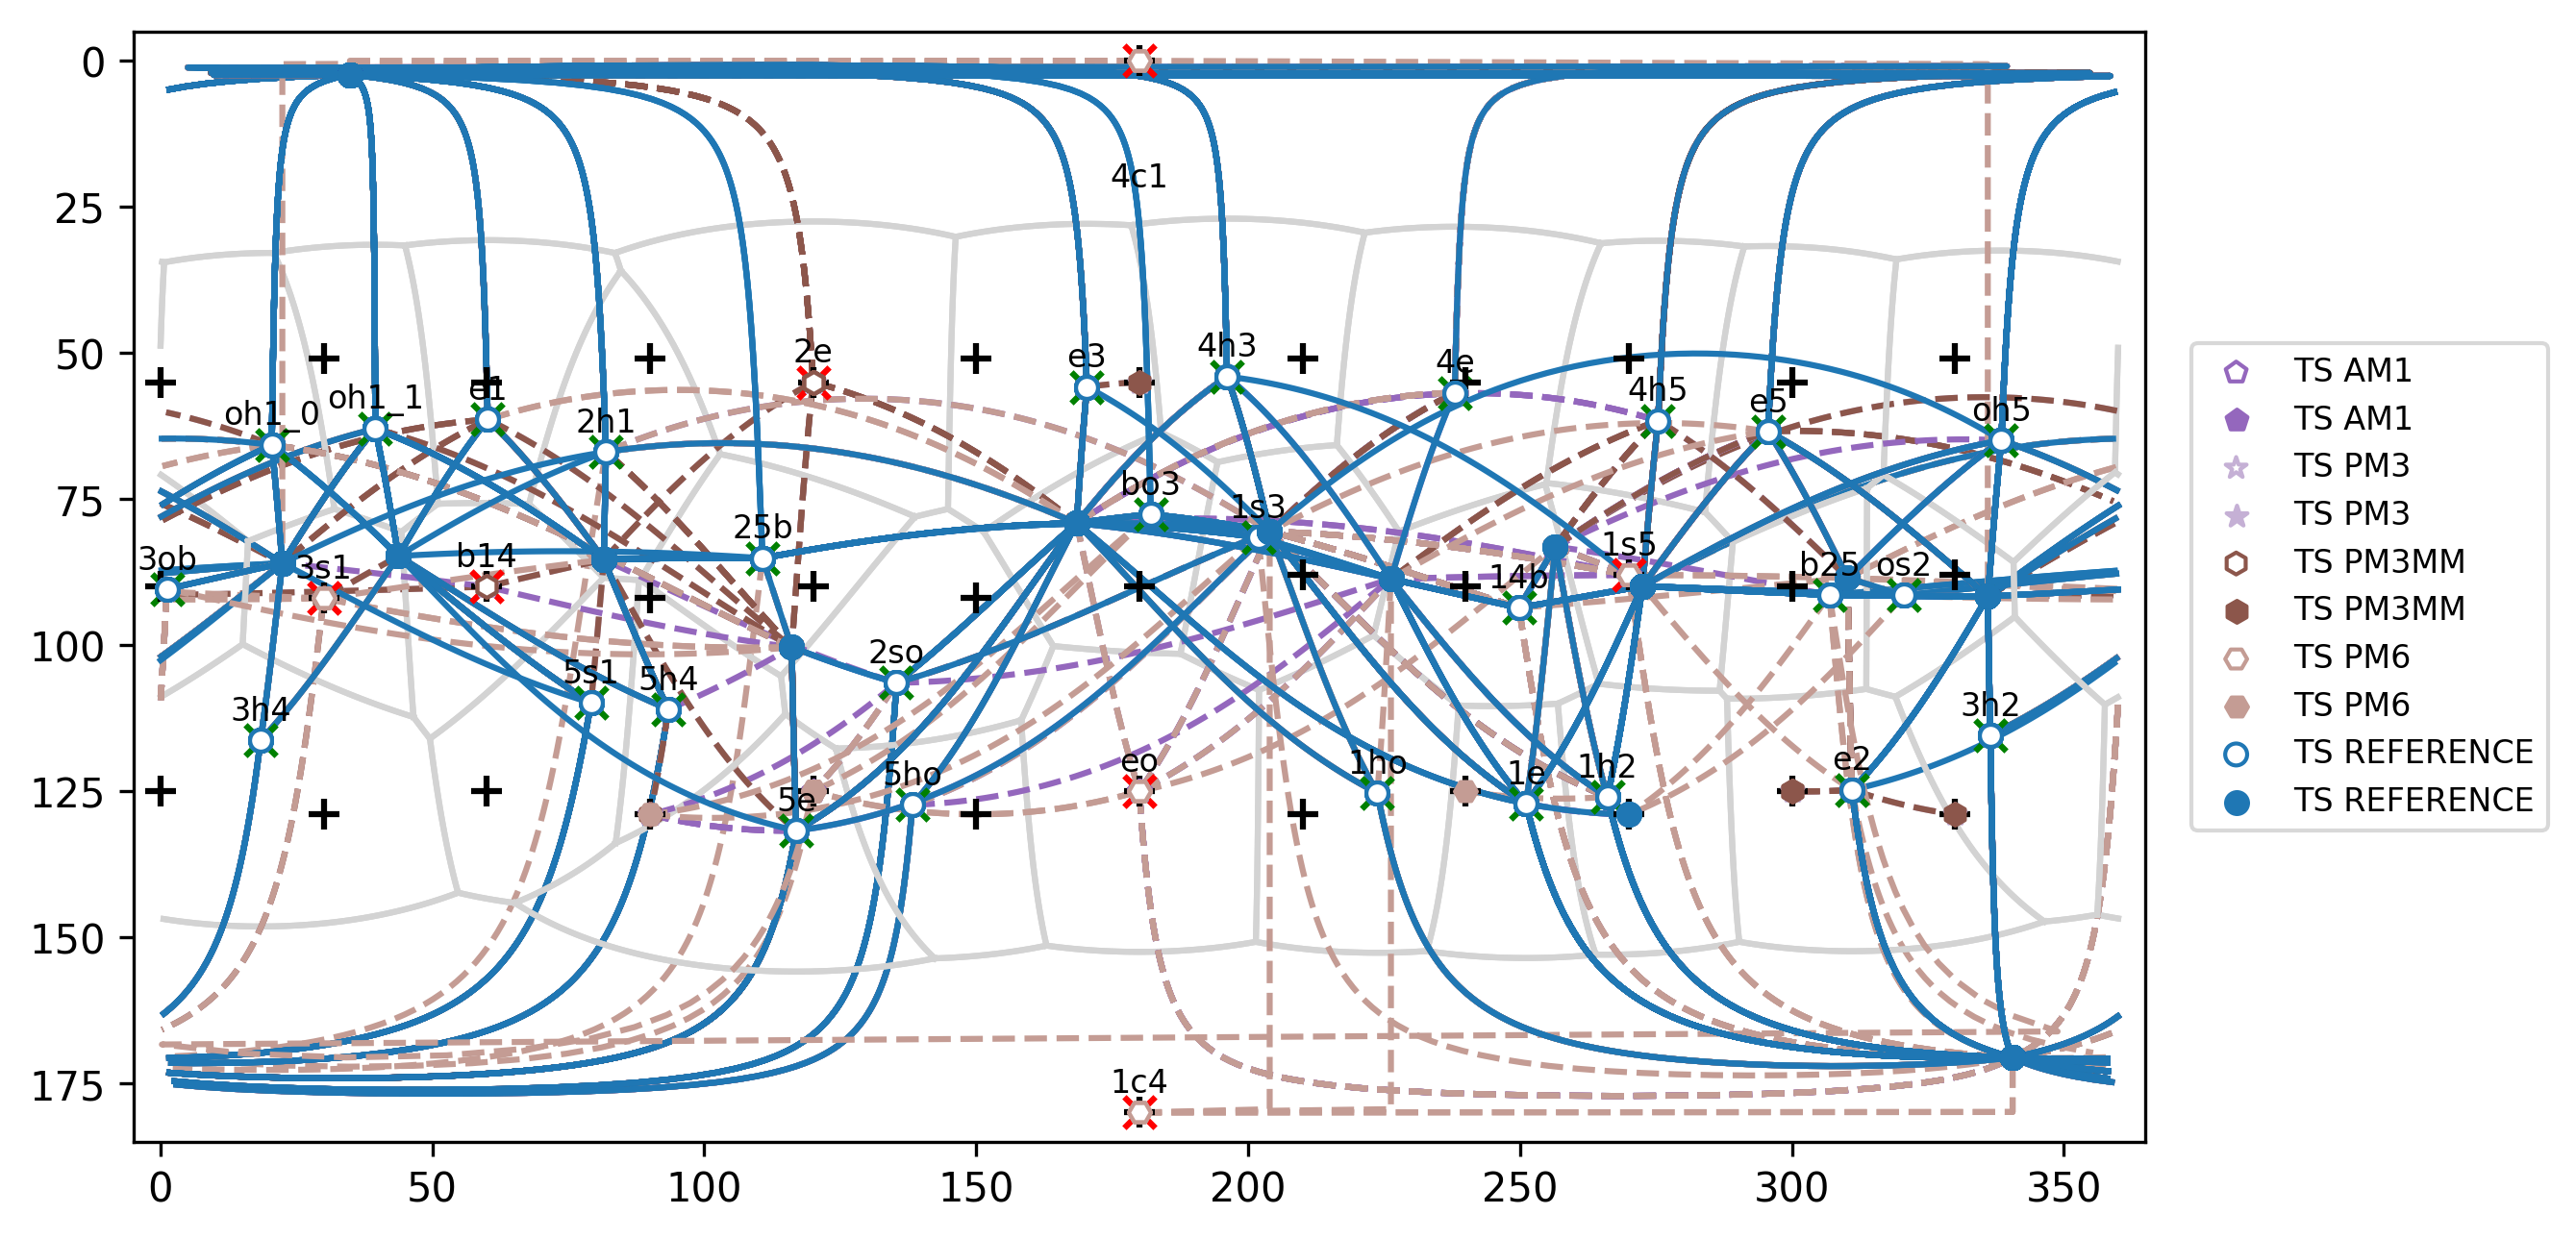 0
25
50
75
100
125
150
175
0
50
100
150
200
250
300
350
4c1
2e
e3
4h3
4e
4h5
e5
oh5
oh1_0
oh1_1
e1
2h1
25b
bo3
1s3
3ob
3s1
b14
14b
1s5
b25
os2
2so
5s1
5h4
3h4
3h2
5e
5ho
eo
1ho
1e
1h2
e2
1c4
TS AM1
TS AM1
TS PM3
TS PM3
TS PM3MM
TS PM3MM
TS PM6
TS PM6
TS REFERENCE
TS REFERENCE